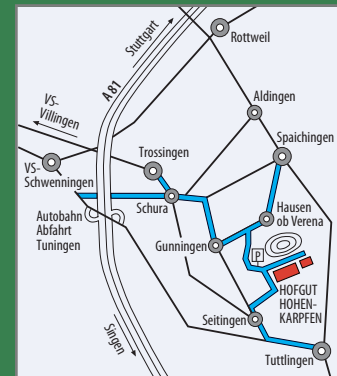 Stuttgart
Rottweil
A 81
VS-
Villingen
Aldingen
Trossingen
Spaichingen
VS-
Schwenningen
Schura
Hausen
ob Verena
Autobahn
Abfahrt
Tuningen
Gunningen
P
HOFGUT
HOHEN-
KARPFEN
Seitingen
Singen
Tuttlingen